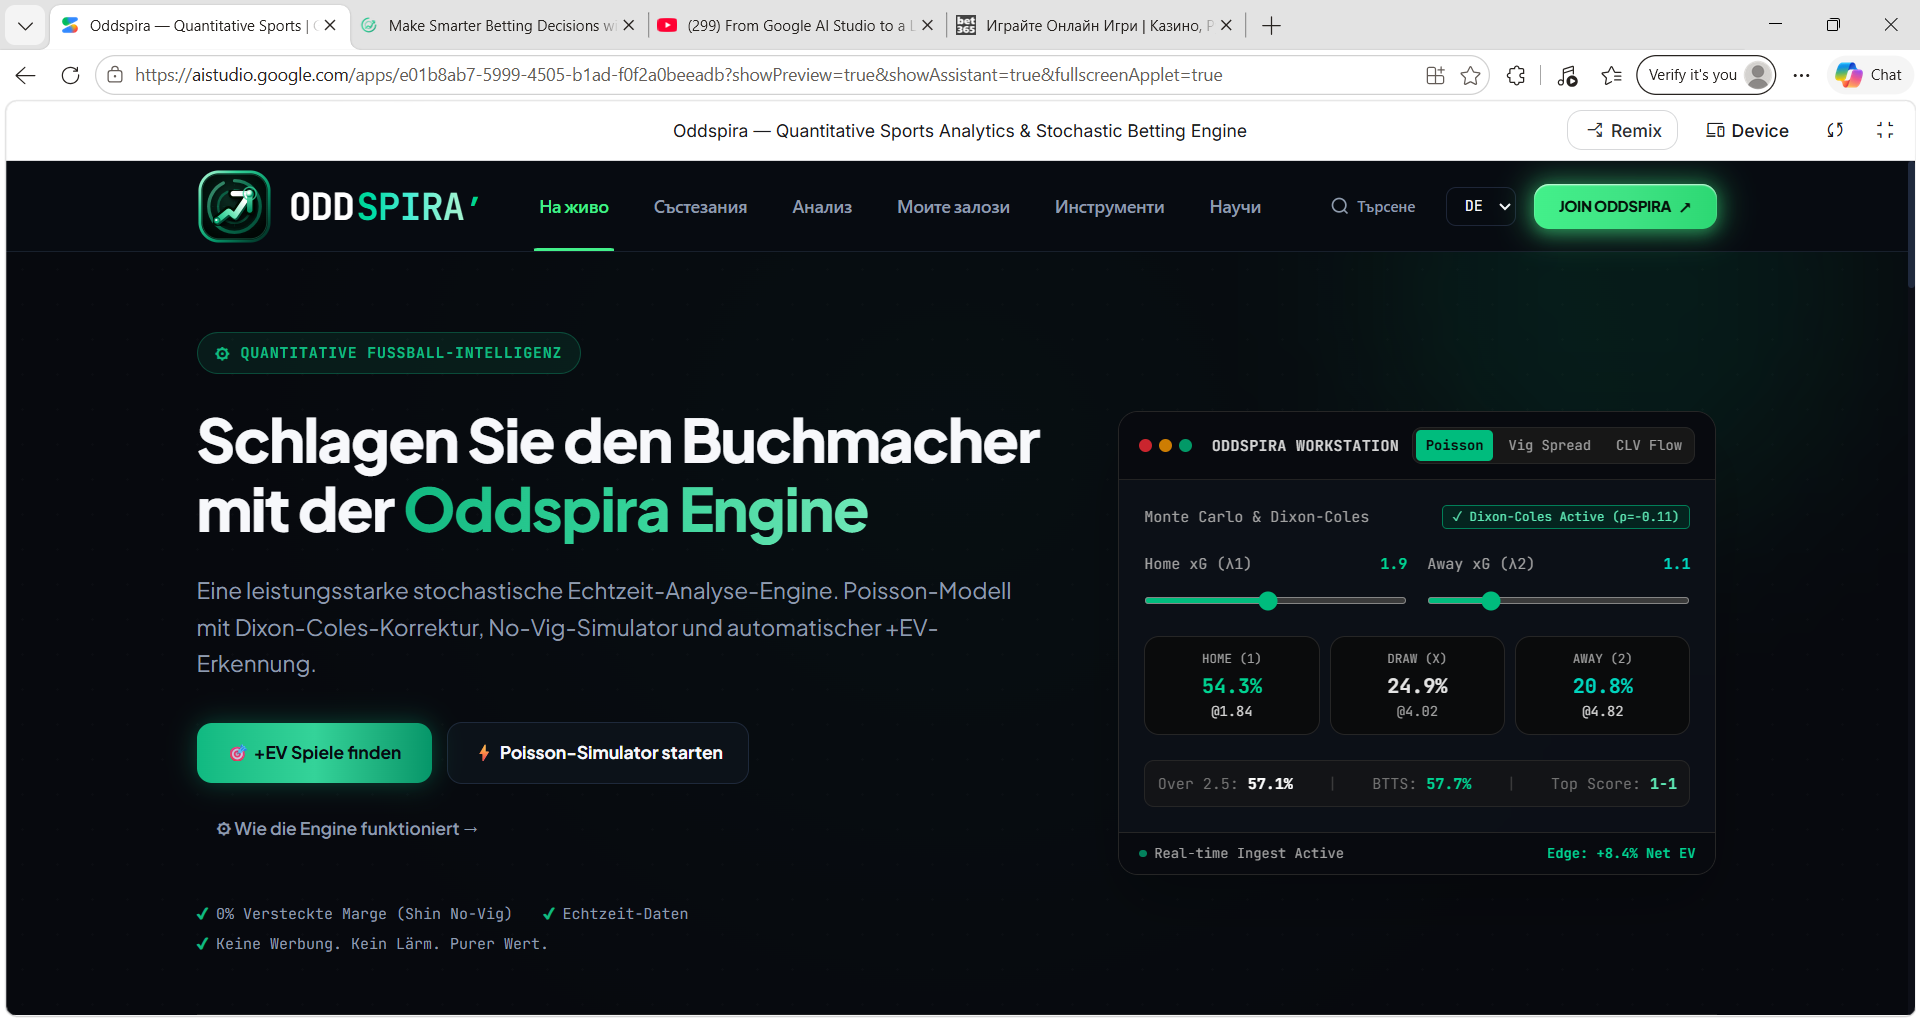 Oddspira — Quantitative Sports | 
Make Smarter Betting Decisions wi
(299) From Google AI Studio to a L
bet365
Играйте Онлайн Игри | Казино, Р
https://aistudio.google.com/apps/e01b8ab7-5999-4505-b1ad-f0f2a0beeadb?showPreview=true&showAssistant=true&fullscreenApplet=true
Verify it's you
Chat
Oddspira — Quantitative Sports Analytics & Stochastic Betting Engine
Remix
Device
ODDSPIRA’
На живо
Състезания
Анализ
Моите залози
Инструменти
Научи
Търсене
DE
JOIN ODDSPIRA ↗
⚙ QUANTITATIVE FUSSBALL-INTELLIGENZ
Schlagen Sie den Buchmacher
mit der Oddspira Engine
Eine leistungsstarke stochastische Echtzeit-Analyse-Engine. Poisson-Modell
mit Dixon-Coles-Korrektur, No-Vig-Simulator und automatischer +EV-
Erkennung.
🎯 +EV Spiele finden
⚡ Poisson-Simulator starten
⚙ Wie die Engine funktioniert →
✔ 0% Versteckte Marge (Shin No-Vig)
✔ Echtzeit-Daten
✔ Keine Werbung. Kein Lärm. Purer Wert.
ODDSPIRA WORKSTATION
Poisson
Vig Spread
CLV Flow
Monte Carlo & Dixon-Coles
✓ Dixon-Coles Active (ρ=-0.11)
Home xG (λ1)
1.9
Away xG (λ2)
1.1
HOME (1)
54.3%
@1.84
DRAW (X)
24.9%
@4.02
AWAY (2)
20.8%
@4.82
Over 2.5: 57.1%
|
BTTS: 57.7%
|
Top Score: 1-1
Real-time Ingest Active
Edge: +8.4% Net EV